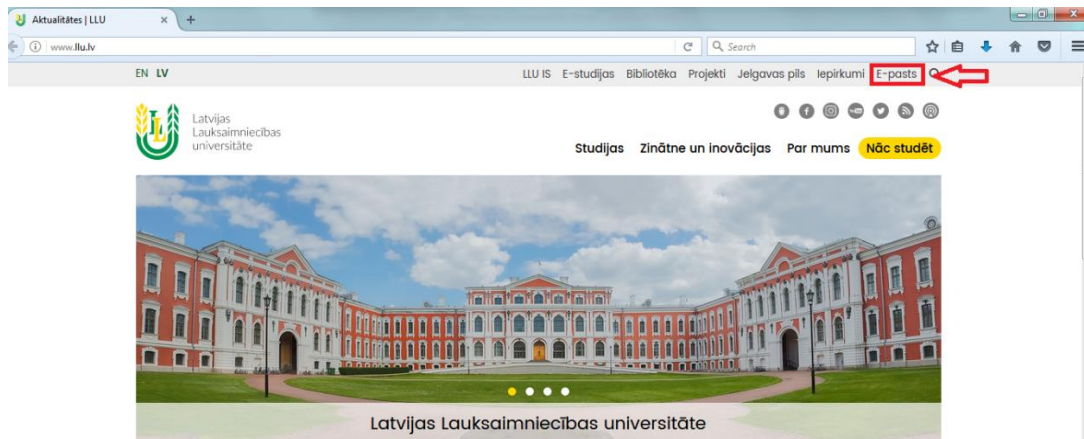 Aktualitātes | LLU
www.llu.lv
Search
EN LV
LLU IS E-studijas Bibliotēka Projekti Jelgavas pils Iepirkumi E-pasts
Latvijas
Lauksaimniecības
universitāte
Studijas Zinātne un inovācijas Par mums Nāc studēt
Latvijas Lauksaimniecības universitāte